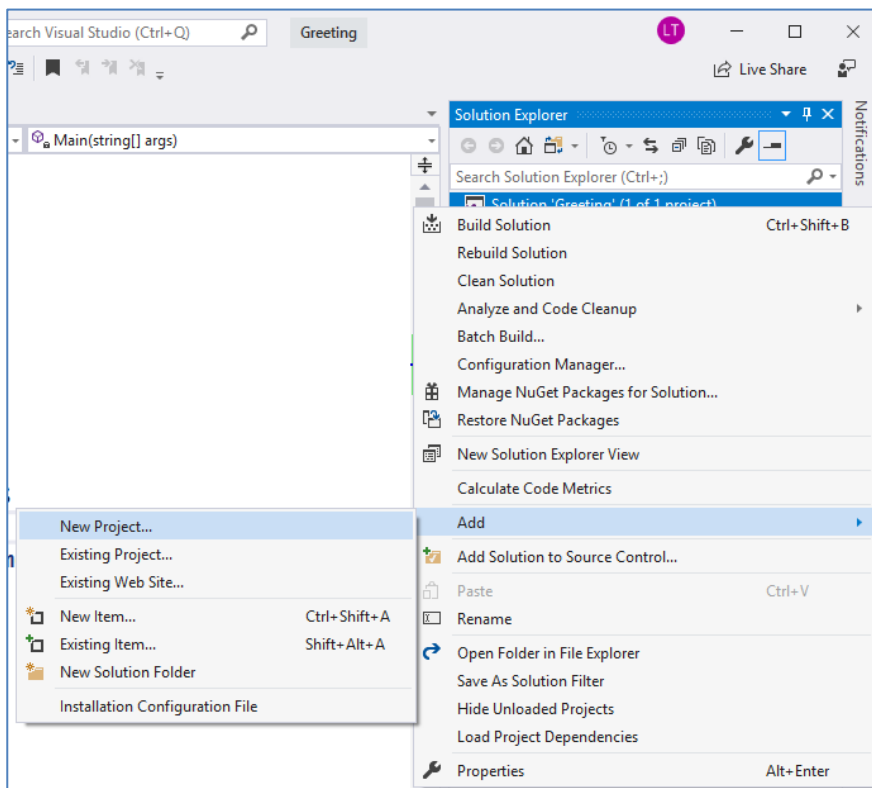 earch Visual Studio (Ctrl+Q)
Greeting
LT
Live Share
Main(string[] args)
Solution Explorer
Notifications
Search Solution Explorer (Ctrl+;)
Solution 'Greeting' (1 of 1 project)
Build Solution Ctrl+Shift+B
Rebuild Solution
Clean Solution
Analyze and Code Cleanup
Batch Build...
Configuration Manager...
Manage NuGet Packages for Solution...
Restore NuGet Packages
New Solution Explorer View
Calculate Code Metrics
Add
Add Solution to Source Control...
Paste Ctrl+V
Rename
Open Folder in File Explorer
Save As Solution Filter
Hide Unloaded Projects
Load Project Dependencies
Properties Alt+Enter
New Project...
Existing Project...
Existing Web Site...
New Item... Ctrl+Shift+A
Existing Item... Shift+Alt+A
New Solution Folder
Installation Configuration File